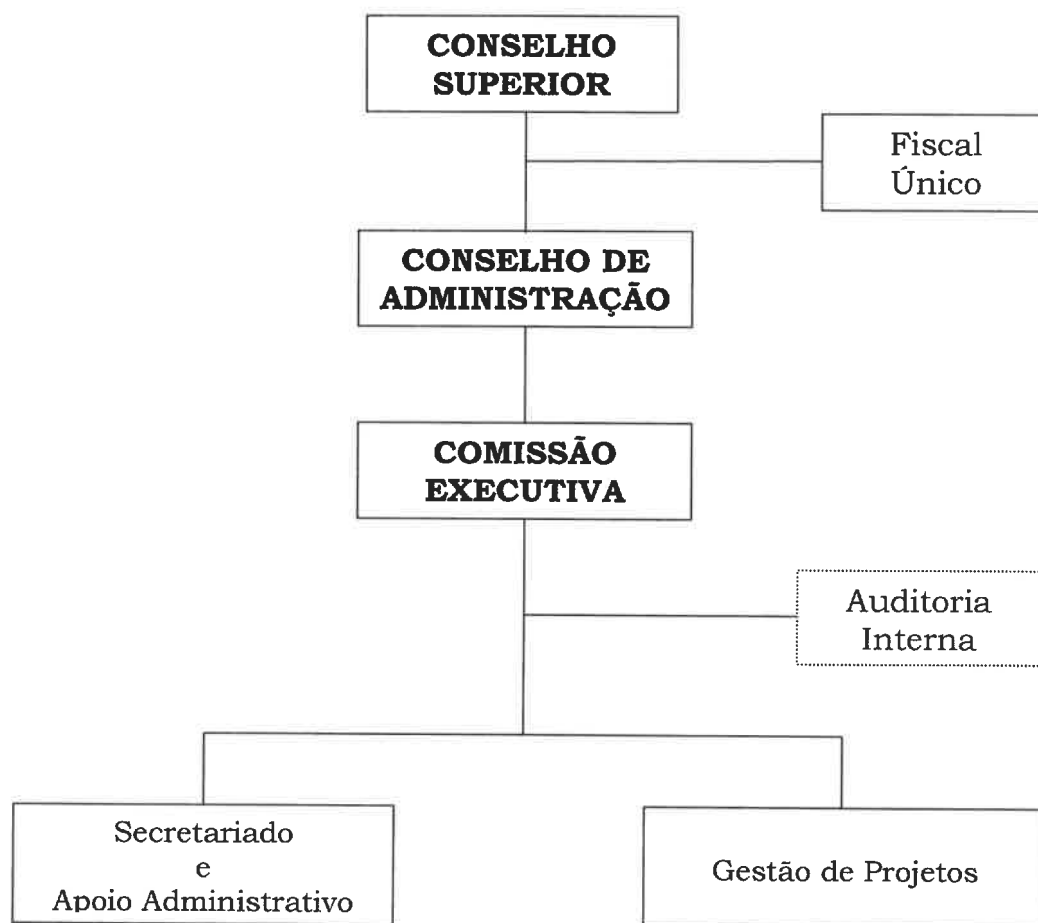 CONSELHO
SUPERIOR
Fiscal
Único
CONSELHO DE
ADMINISTRAÇÃO
COMISSÃO
EXECUTIVA
Auditoria
Interna
Secretariado
e
Apoio Administrativo
Gestão de Projetos